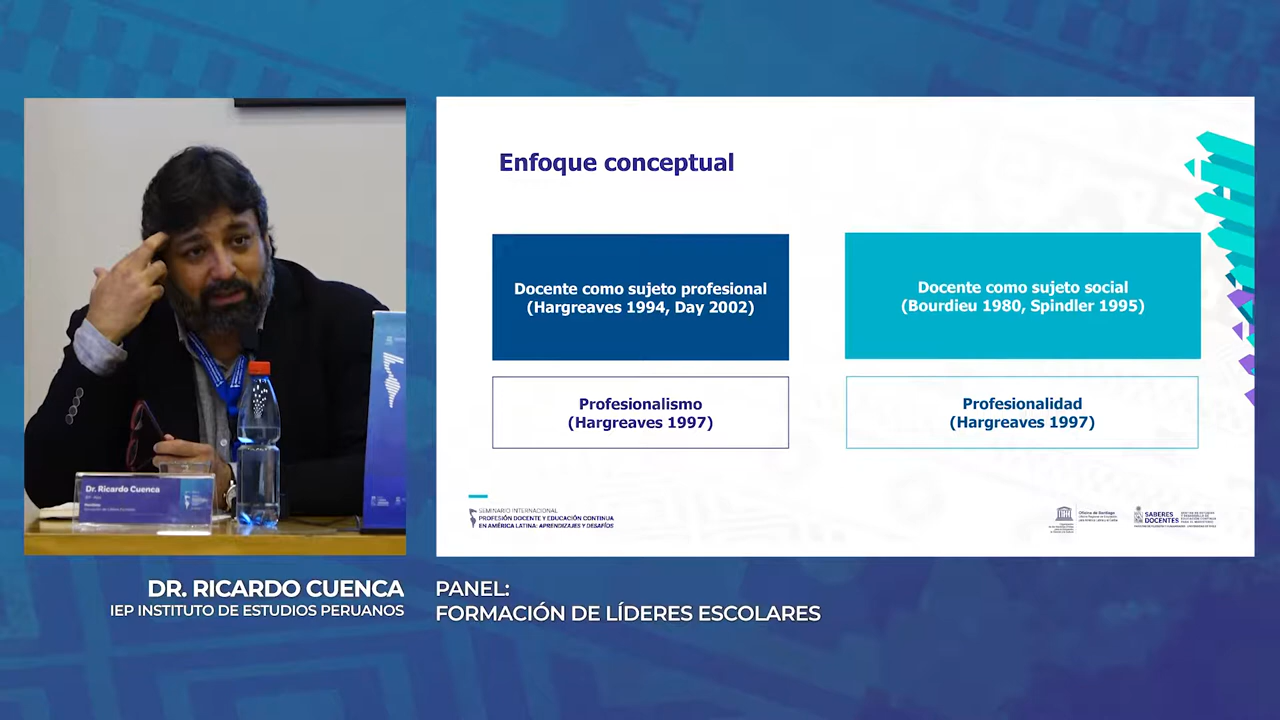 Enfoque conceptual
Docente como sujeto profesional
(Hargreaves 1994, Day 2002)
Docente como sujeto social
(Bourdieu 1980, Spindler 1995)
Profesionalismo
(Hargreaves 1997)
Profesionalidad
(Hargreaves 1997)
Dr. Ricardo Cuenca
SEMINARIO INTERNACIONAL
PROFESIÓN DOCENTE Y EDUCACIÓN CONTINUA
EN AMÉRICA LATINA: APRENDIZAJES Y DESAFÍOS
Oficina de Santiago
SABERES
DOCENTES
DR. RICARDO CUENCA
IEP INSTITUTO DE ESTUDIOS PERUANOS
PANEL:
FORMACIÓN DE LÍDERES ESCOLARES